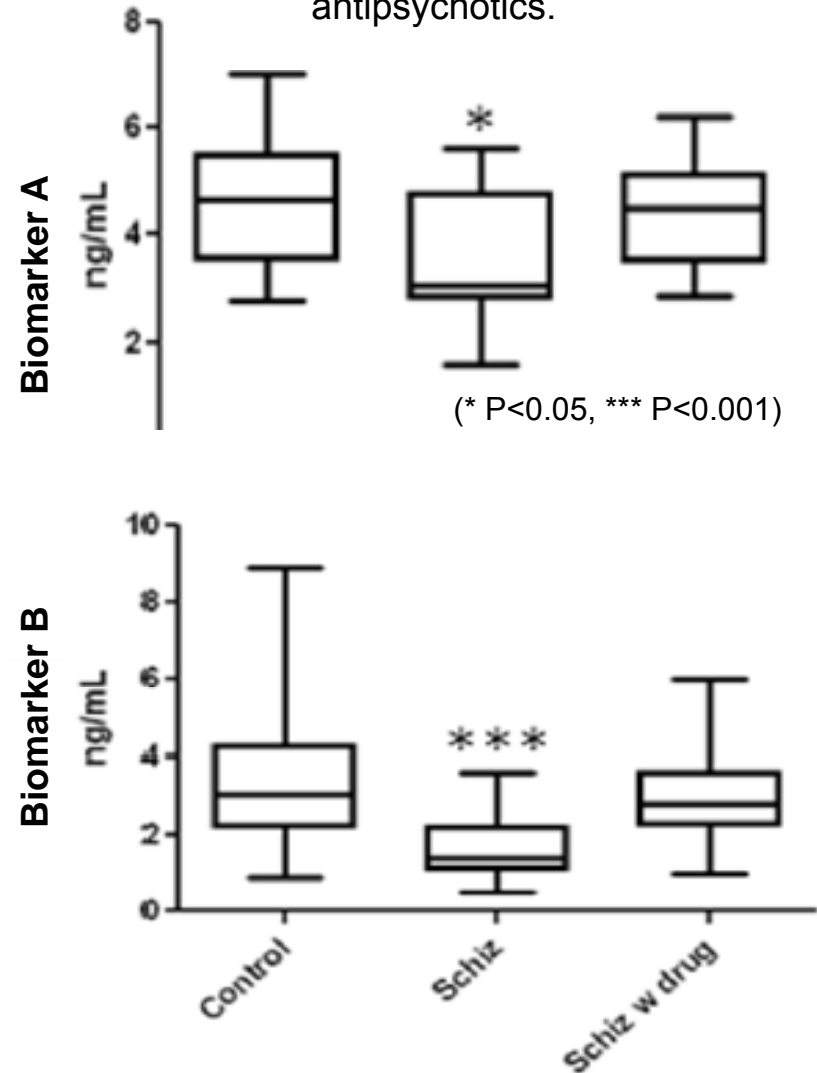 antipsychotics.
8
6
4
2
ng/mL
Biomarker A
*
(* P<0.05, *** P<0.001)
10
8
6
4
2
0
ng/mL
Biomarker B
***
Control
Schiz
Schiz w drug